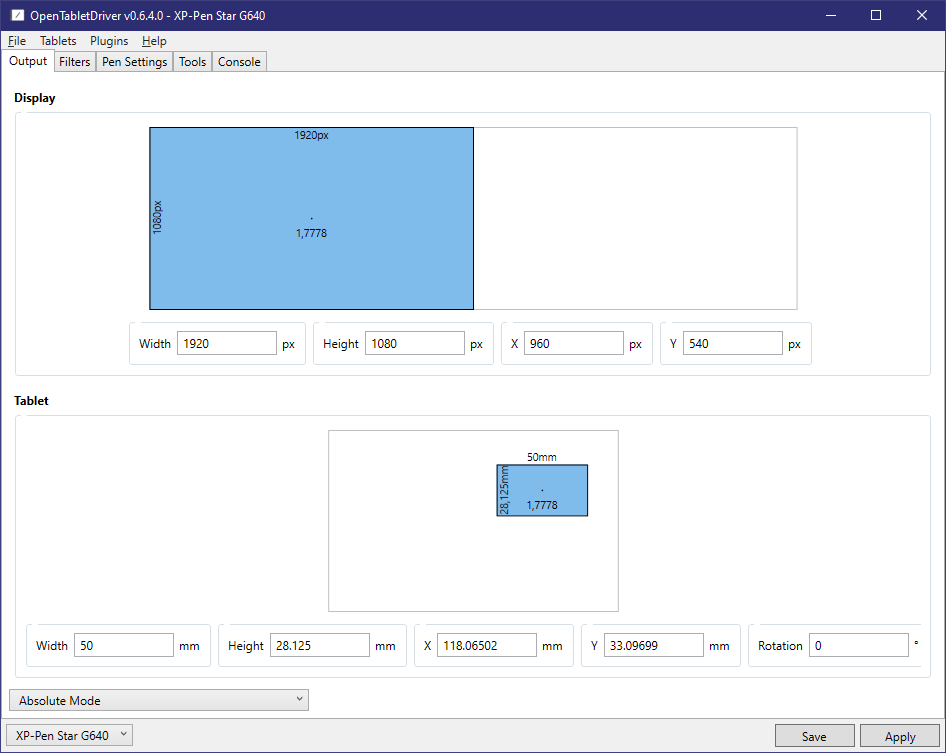 OpenTabletDriver v0.6.4.0 - XP-Pen Star G640
File Tablets Plugins Help
Output Filters Pen Settings Tools Console
Display
1920px
1080px
1,7778
Width 1920 px Height 1080 px X 960 px Y 540 px
Tablet
50mm
28,125mm
1,7778
Width 50 mm Height 28.125 mm X 118.06502 mm Y 33.09699 mm Rotation 0 °
Absolute Mode
XP-Pen Star G640 Save Apply